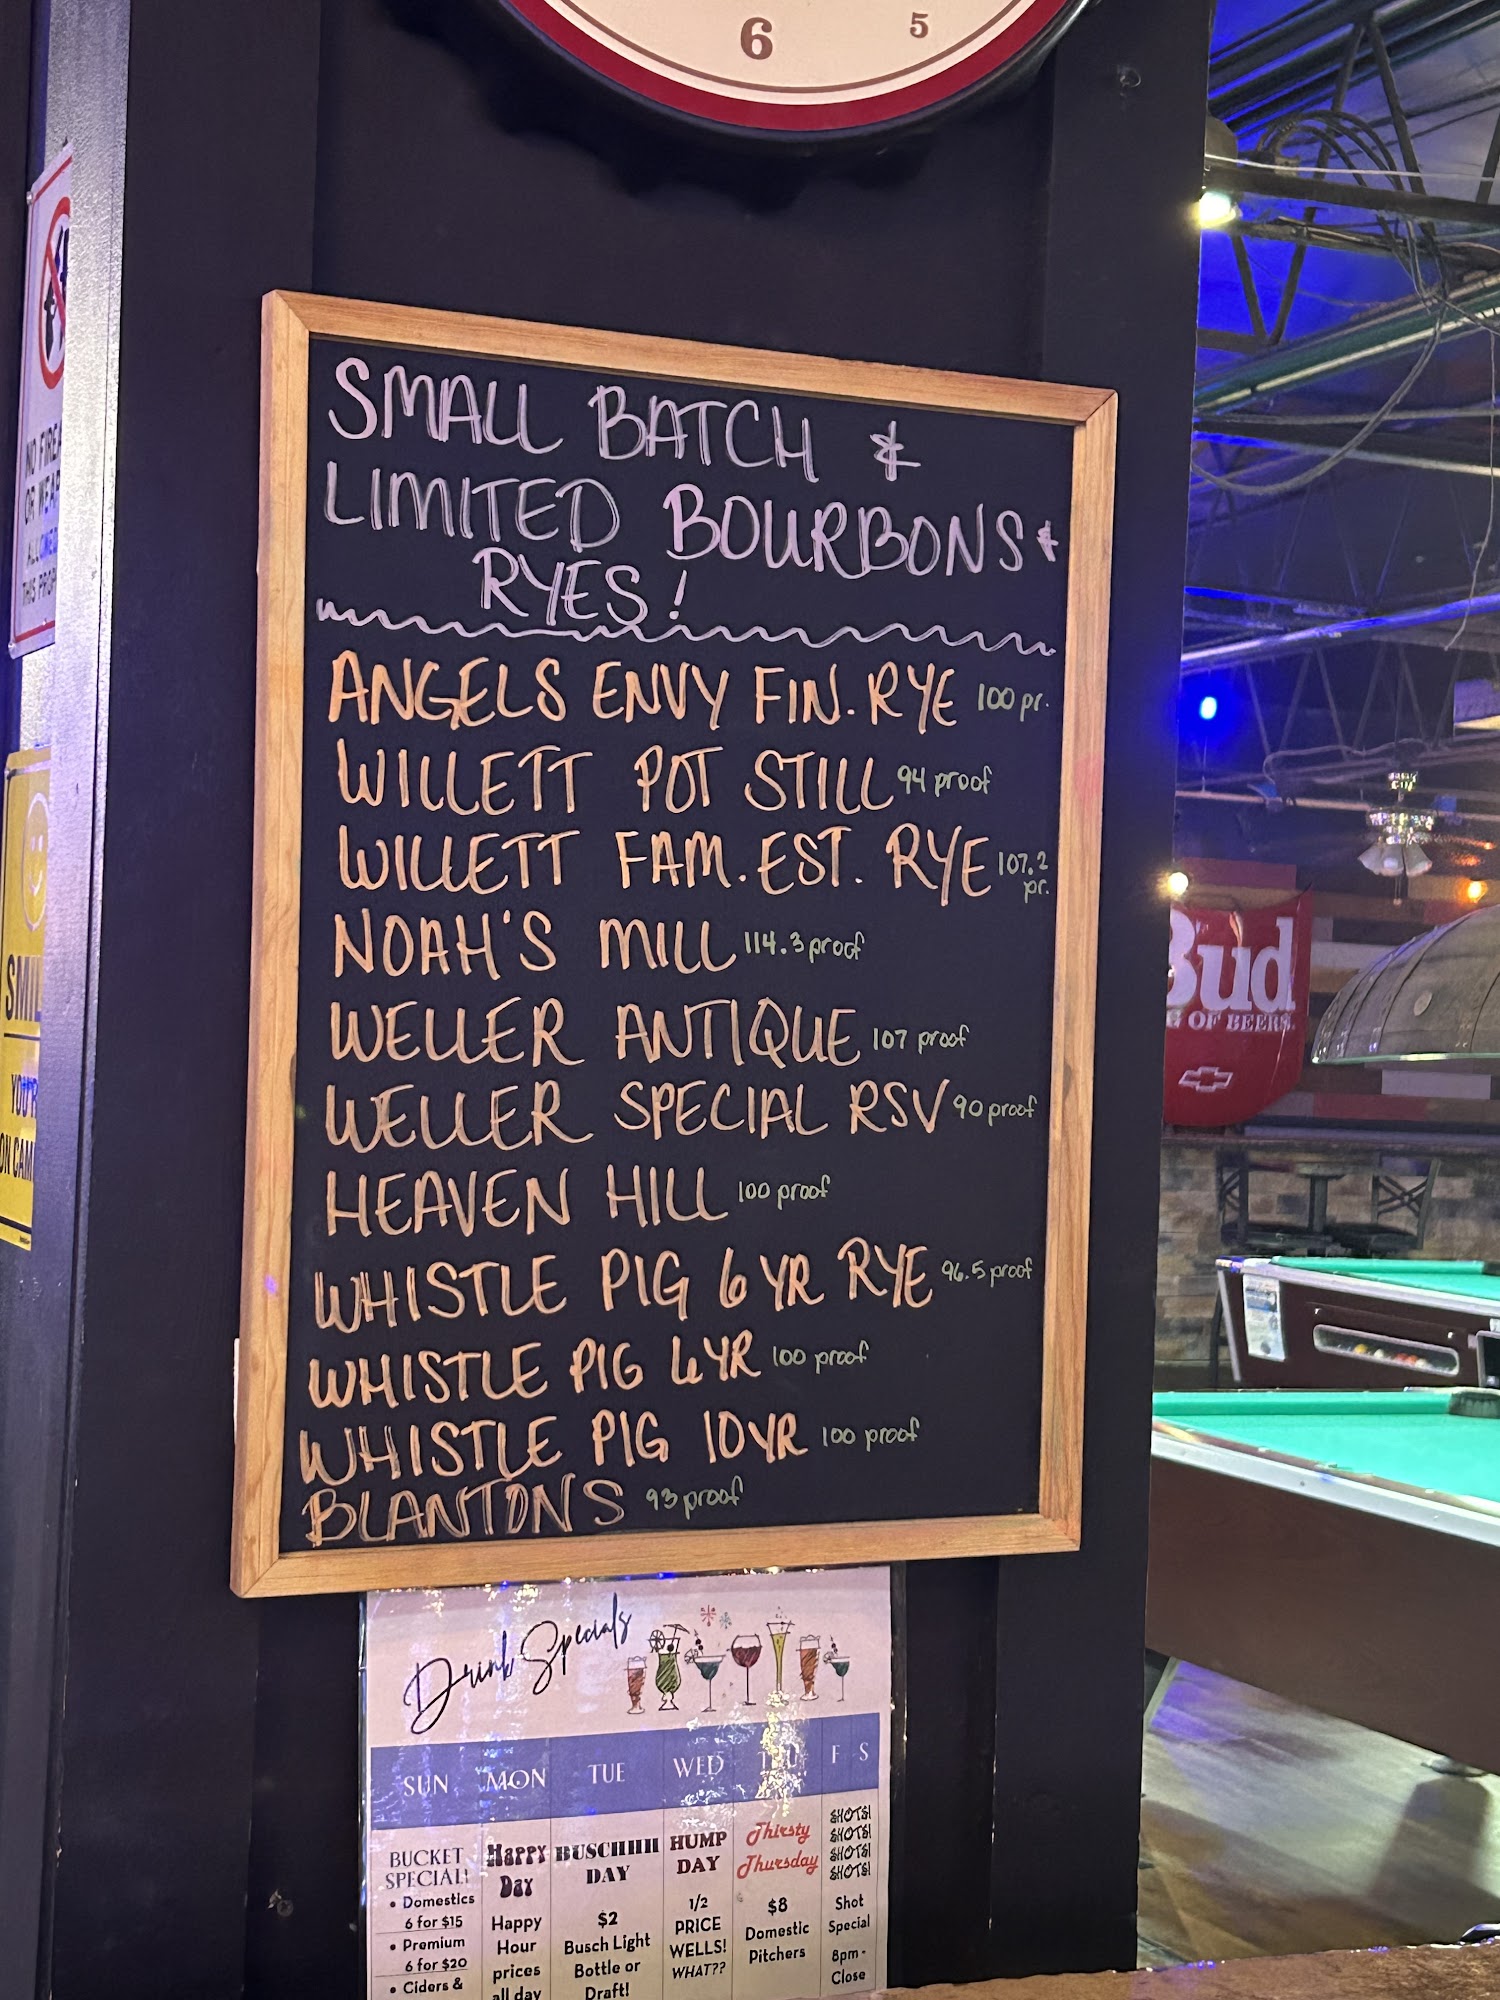 6 5
SMALL BATCH &
LIMITED BOURBONS &
RYES!
ANGELS ENVY FIN. RYE 100 pr.
WILLETT POT STILL 94 proof
WILLETT FAM. EST. RYE 107.2
pr.
NOAH'S MILL 114.3 proof
WELLER ANTIQUE 107 proof
WELLER SPECIAL RSV 90 proof
HEAVEN HILL 100 proof
WHISTLE PIG 6 YR RYE 96.5 proof
WHISTLE PIG 6YR 100 proof
WHISTLE PIG 10YR 100 proof
BLANTONS 93 proof
Drink Specials
SUN MON TUE WED THU F S
BUCKET
SPECIAL!
• Domestics
6 for $15
• Premium
6 for $20
• Ciders &
Happy
Day
Happy
Hour
prices
all day
BUSCHHH
DAY
$2
Busch Light
Bottle or
Draft!
HUMP
DAY
1/2
PRICE
WELLS!
WHAT??
Thirsty
Thursday
$8
Domestic
Pitchers
SHOTS!
SHOTS!
SHOTS!
SHOTS!
Shot
Special
8pm -
Close
Bud
OF BEERS.